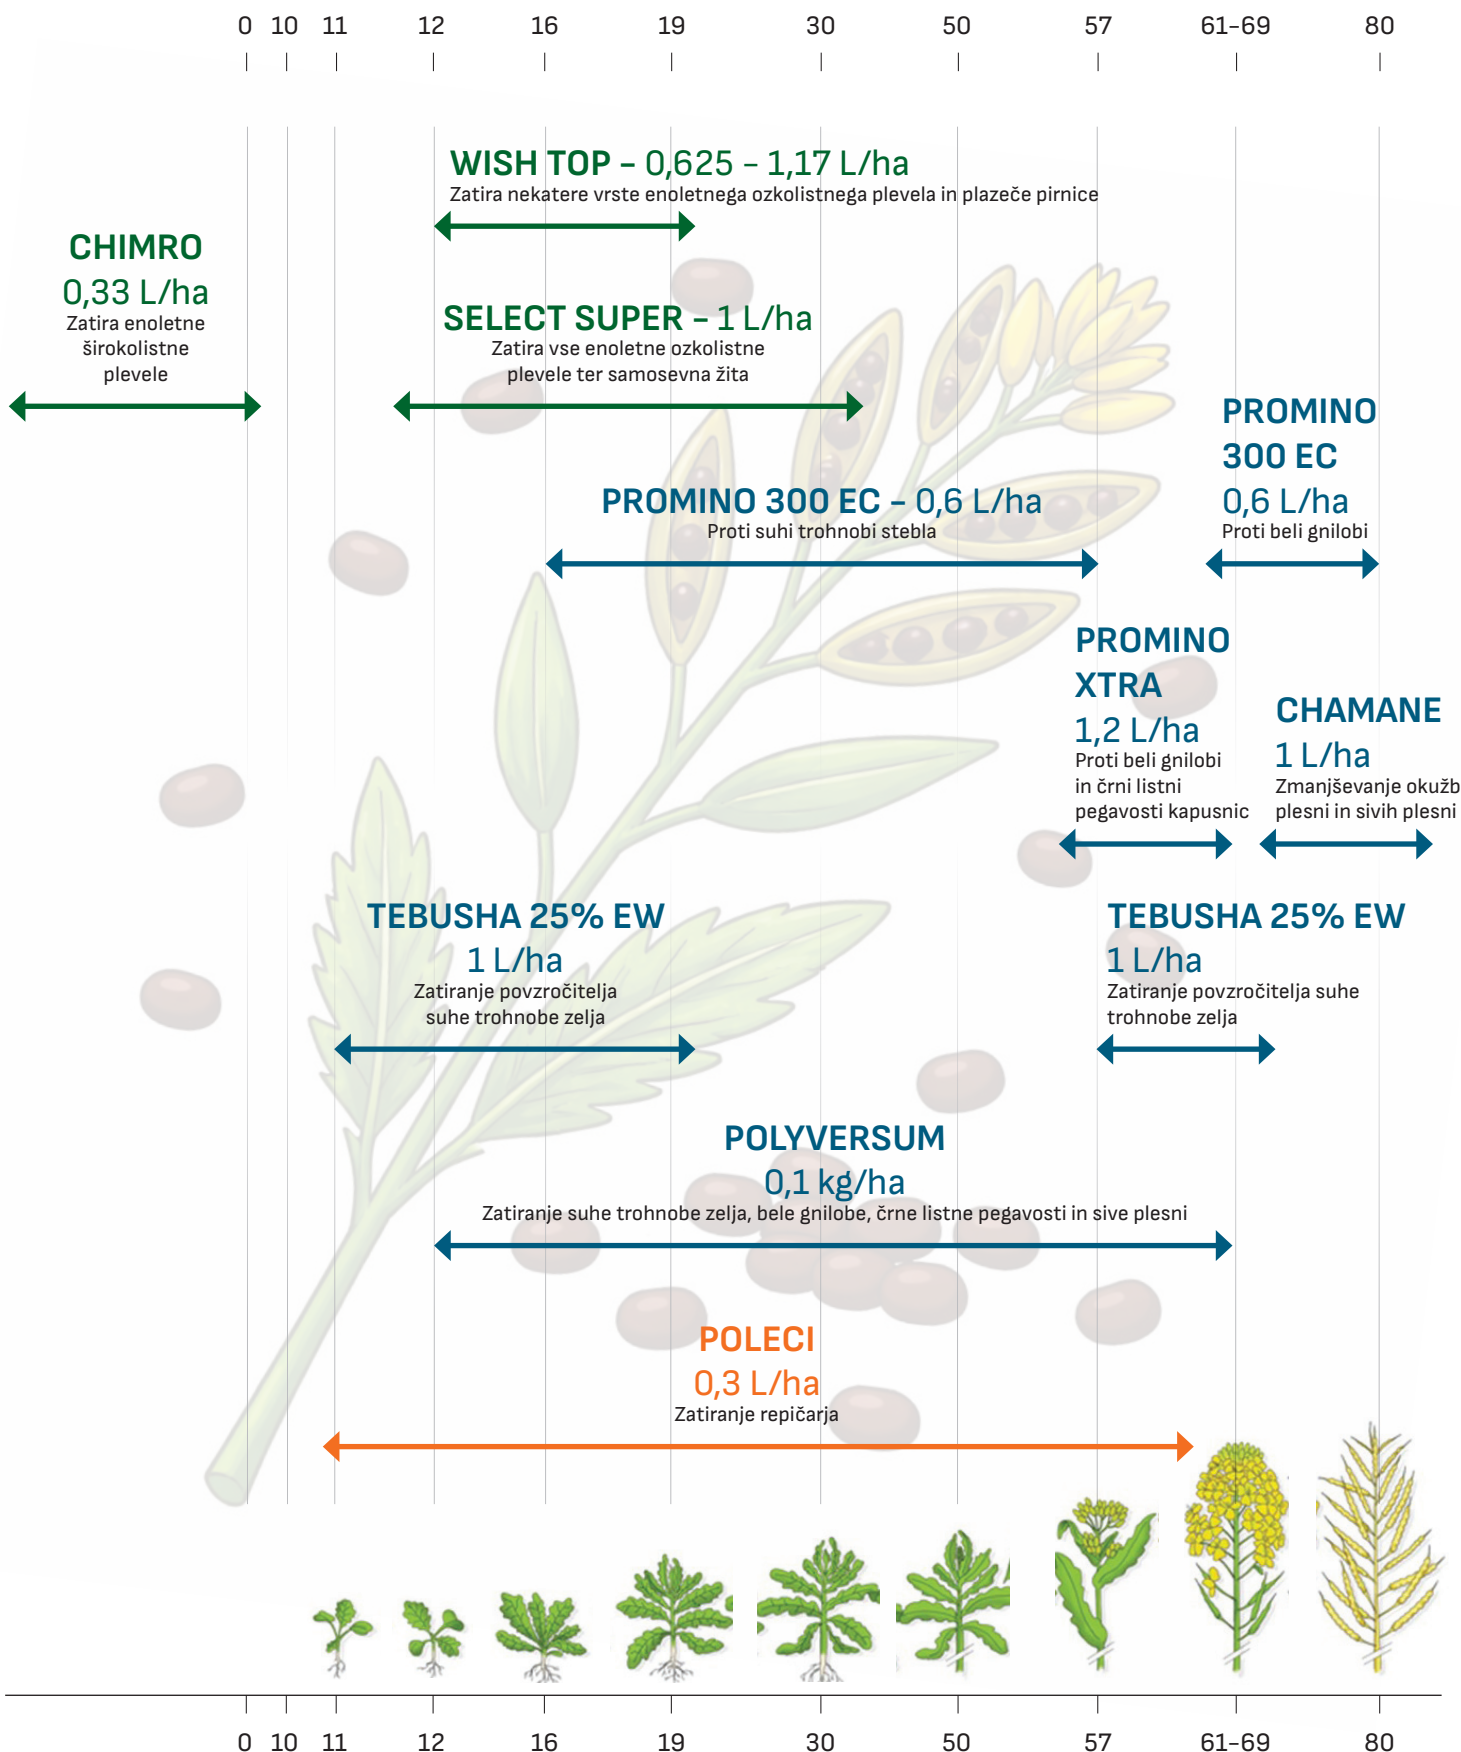 0 10 11 12 16 19 30 50 57 61-69 80
WISH TOP - 0,625 - 1,17 L/ha
Zatira nekatere vrste enoletnega ozkolistnega plevela in plazeče pirnice
CHIMRO
0,33 L/ha
Zatira enoletne
širokolistne
plevele
SELECT SUPER - 1 L/ha
Zatira vse enoletne ozkolistne
plevele ter samosevna žita
PROMINO 300 EC - 0,6 L/ha
Proti suhi trohnobi stebla
PROMINO
300 EC
0,6 L/ha
Proti beli gnilobi
PROMINO
XTRA
1,2 L/ha
Proti beli gnilobi
in črni listni
pegavosti kapusnic
CHAMANE
1 L/ha
Zmanjševanje okužb
plesni in sivih plesni
TEBUSHA 25% EW
1 L/ha
Zatiranje povzročitelja
suhe trohnobe zelja
TEBUSHA 25% EW
1 L/ha
Zatiranje povzročitelja suhe
trohnobe zelja
POLYVERSUM
0,1 kg/ha
Zatiranje suhe trohnobe zelja, bele gnilobe, črne listne pegavosti in sive plesni
POLECI
0,3 L/ha
Zatiranje repičarja
0 10 11 12 16 19 30 50 57 61-69 80